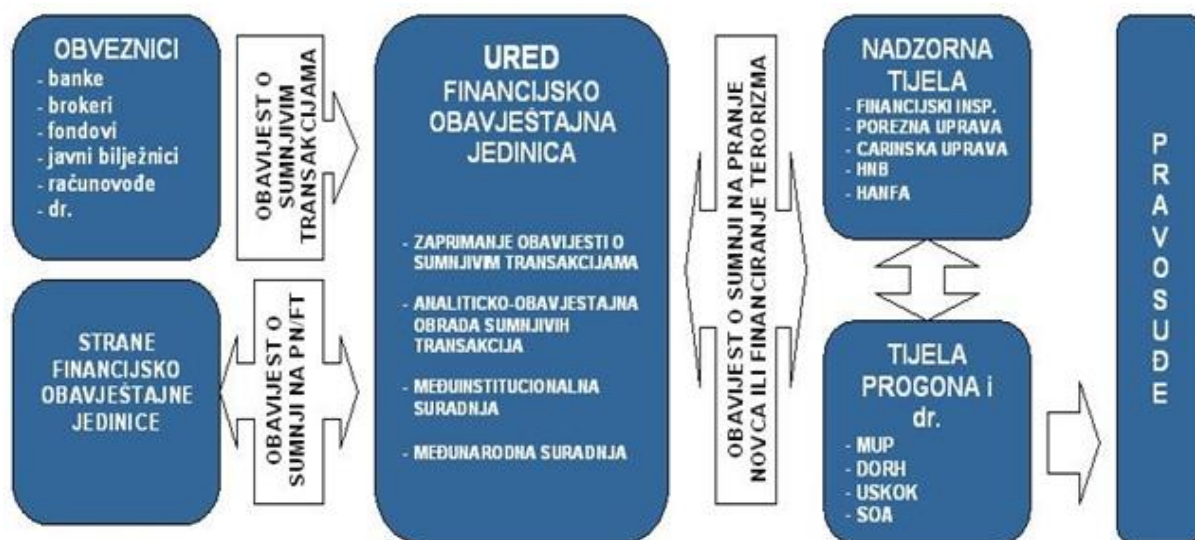 OBVEZNICI
- banke
- brokeri
- fondovi
- javni bilježnici
- računovođe
- dr.
OBAVIJEST O
SUMNJIVIM
TRANSAKCIJAMA
STRANE
FINANCIJSKO
OBAVJEŠTAJNE
JEDINICE
OBAVIJEST O
SUMNJI NA PN/FT
URED
FINANCIJSKO
OBAVJEŠTAJNA
JEDINICA
- ZAPRIMANJE OBAVIJESTI O
SUMNJIVIM TRANSAKCIJAMA
- ANALITICKO-OBAVJESTAJNA
OBRADA SUMNJIVIH
TRANSAKCIJA
- MEĐUINSTITUCIONALNA
SURADNJA
- MEĐUNARODNA SURADNJA
OBAVIJEST O SUMNJI NA PRANJE
NOVCA ILI FINANCIRANJE TERORIZMA
NADZORNA
TIJELA
- FINANCIJSKI INSP.
- POREZNA UPRAVA
- CARINSKA UPRAVA
- HNB
- HANFA
TIJELA
PROGONA i
dr.
- MUP
- DORH
- USKOK
- SOA
PRAVOSUĐE